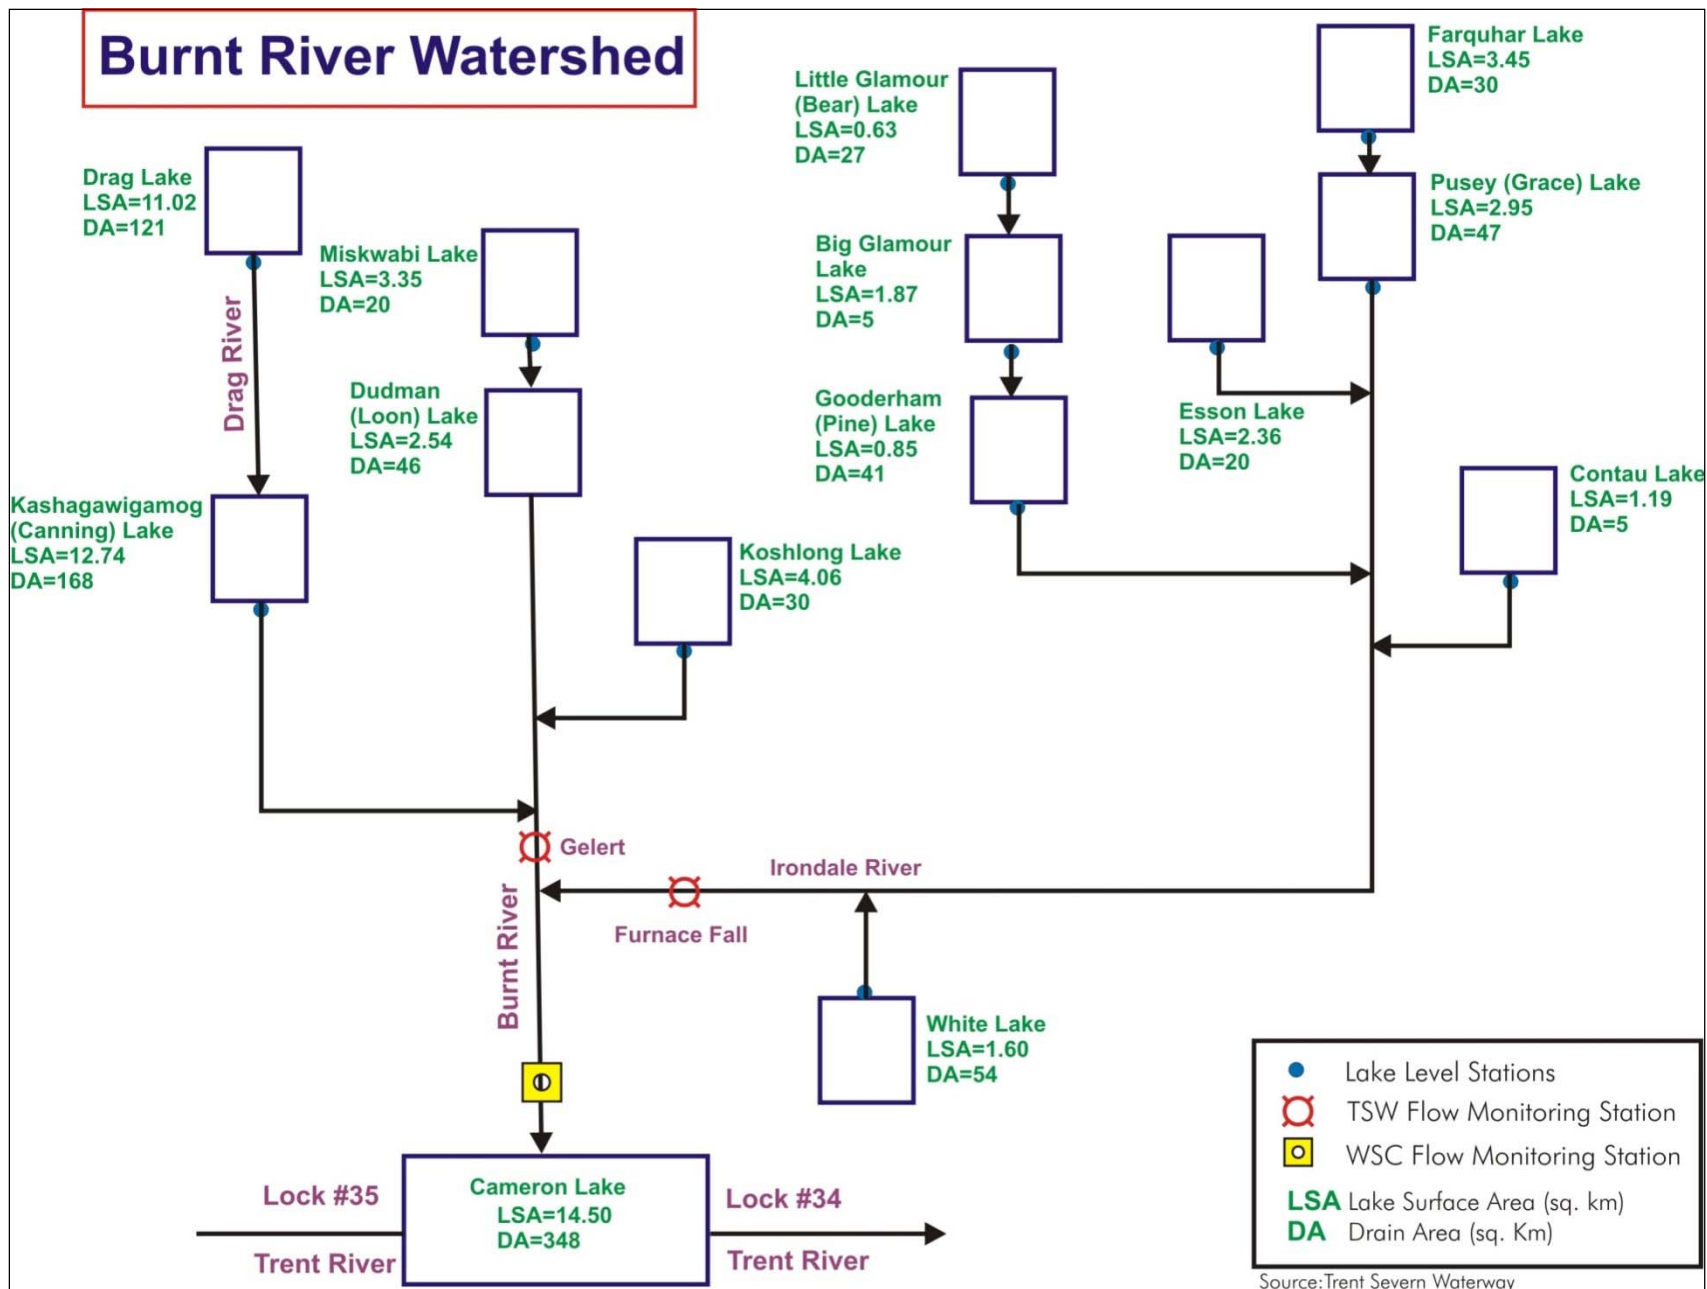 Burnt River Watershed
Farquhar Lake
LSA=3.45
DA=30
Little Glamour
(Bear) Lake
LSA=0.63
DA=27
Drag Lake
LSA=11.02
DA=121
Pusey (Grace) Lake
LSA=2.95
DA=47
Miskwabi Lake
LSA=3.35
DA=20
Big Glamour
Lake
LSA=1.87
DA=5
Drag River
Dudman
(Loon) Lake
LSA=2.54
DA=46
Gooderham
(Pine) Lake
LSA=0.85
DA=41
Esson Lake
LSA=2.36
DA=20
Contau Lake
LSA=1.19
DA=5
Kashagawigamog
(Canning) Lake
LSA=12.74
DA=168
Koshlong Lake
LSA=4.06
DA=30
Gelert
Irondale River
Furnace Fall
Burnt River
White Lake
LSA=1.60
DA=54
Cameron Lake
LSA=14.50
DA=348
Lock #35
Trent River
Lock #34
Trent River
Lake Level Stations
TSW Flow Monitoring Station
WSC Flow Monitoring Station
LSA Lake Surface Area (sq. km)
DA Drain Area (sq. Km)
Source:Trent Severn Waterway